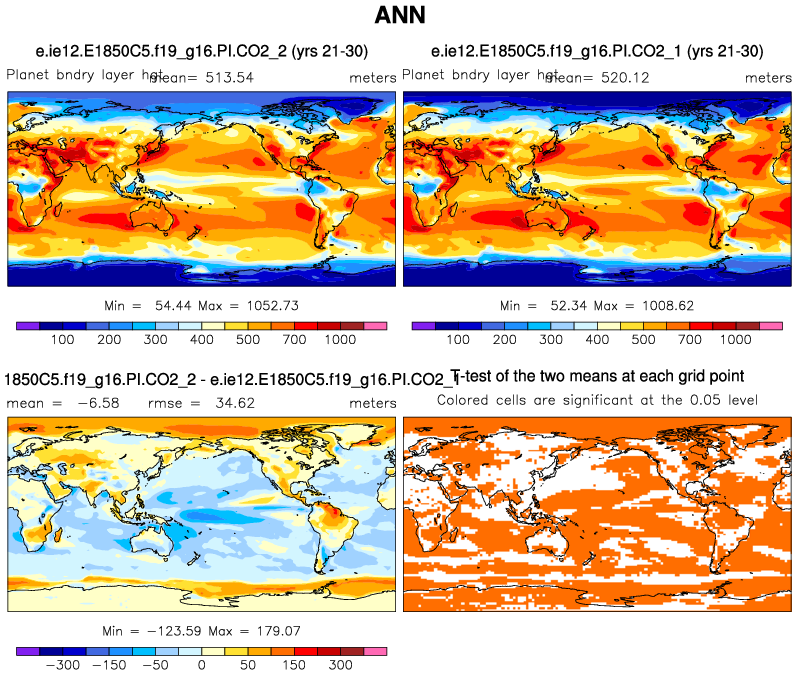 ANN
e.ie12.E1850C5.f19_g16.PI.CO2_2 (yrs 21-30)
e.ie12.E1850C5.f19_g16.PI.CO2_1 (yrs 21-30)
Planet bndry layer hgt mean= 513.54 meters
Planet bndry layer hgt mean= 520.12 meters
Min = 54.44 Max = 1052.73
Min = 52.34 Max = 1008.62
100 200 300 400 500 700 1000
100 200 300 400 500 700 1000
1850C5.f19_g16.PI.CO2_2 - e.ie12.E1850C5.f19_g16.PI.CO2_1
T-test of the two means at each grid point
mean = -6.58 rmse = 34.62 meters
Colored cells are significant at the 0.05 level
Min = -123.59 Max = 179.07
-300 -150 -50 0 50 150 300